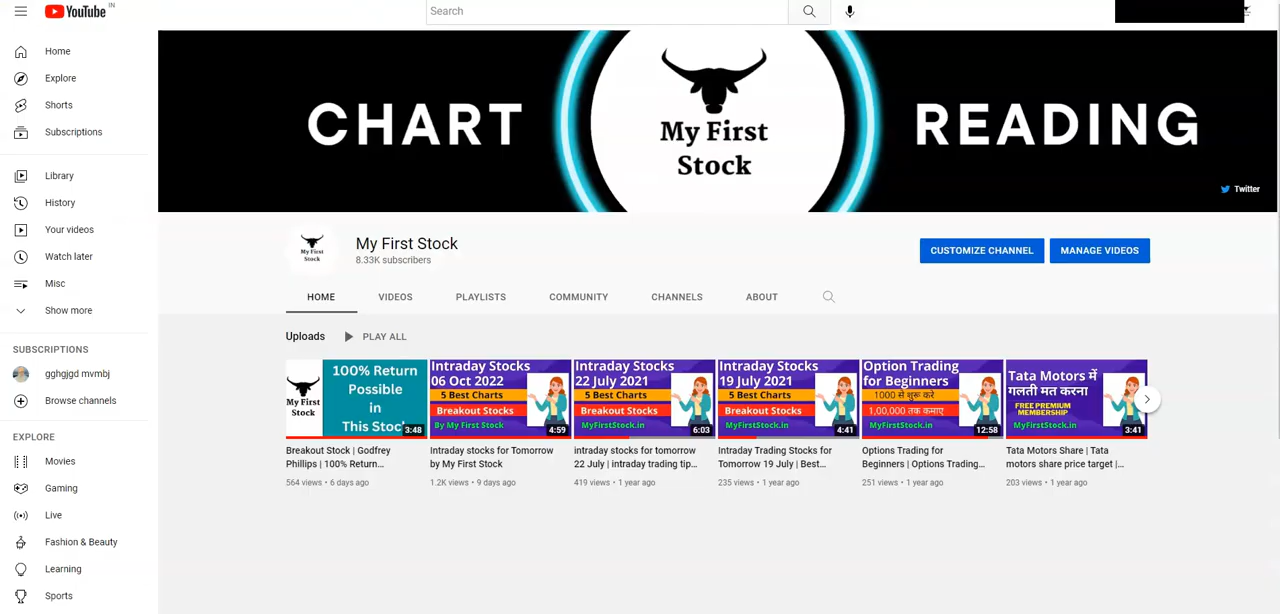 YouTube IN
Search
Home
Explore
Shorts
Subscriptions
Library
History
Your videos
Watch later
Misc
Show more
SUBSCRIPTIONS
gghgjgd mvmbj
Browse channels
EXPLORE
Movies
Gaming
Live
Fashion & Beauty
Learning
Sports
CHART
My First
Stock
READING
Twitter
My First
Stock
My First Stock
8.33K subscribers
CUSTOMIZE CHANNEL
MANAGE VIDEOS
HOME
VIDEOS
PLAYLISTS
COMMUNITY
CHANNELS
ABOUT
Uploads
PLAY ALL
My First
Stock
100% Return
Possible
in
This Stock
3:48
Breakout Stock | Godfrey
Phillips | 100% Return...
564 views • 6 days ago
Intraday Stocks
06 Oct 2022
5 Best Charts
Breakout Stocks
By My First Stock
4:59
Intraday stocks for Tomorrow
by My First Stock
1.2K views • 9 days ago
Intraday Stocks
22 July 2021
5 Best Charts
Breakout Stocks
MyFirstStock.in
6:03
intraday stocks for tomorrow
22 July | intraday trading tip...
419 views • 1 year ago
Intraday Stocks
19 July 2021
5 Best Charts
Breakout Stocks
MyFirstStock.in
4:41
Intraday Trading Stocks for
Tomorrow 19 July | Best...
235 views • 1 year ago
Option Trading
for Beginners
1000 से शुरू करे
1,00,000 तक कमाए
MyFirstStock.in
12:58
Options Trading for
Beginners | Options Trading...
251 views • 1 year ago
Tata Motors में
गलती मत करना
FREE PREMIUM
MEMBERSHIP
MyFirstStock.in
3:41
Tata Motors Share | Tata
motors share price target |...
203 views • 1 year ago